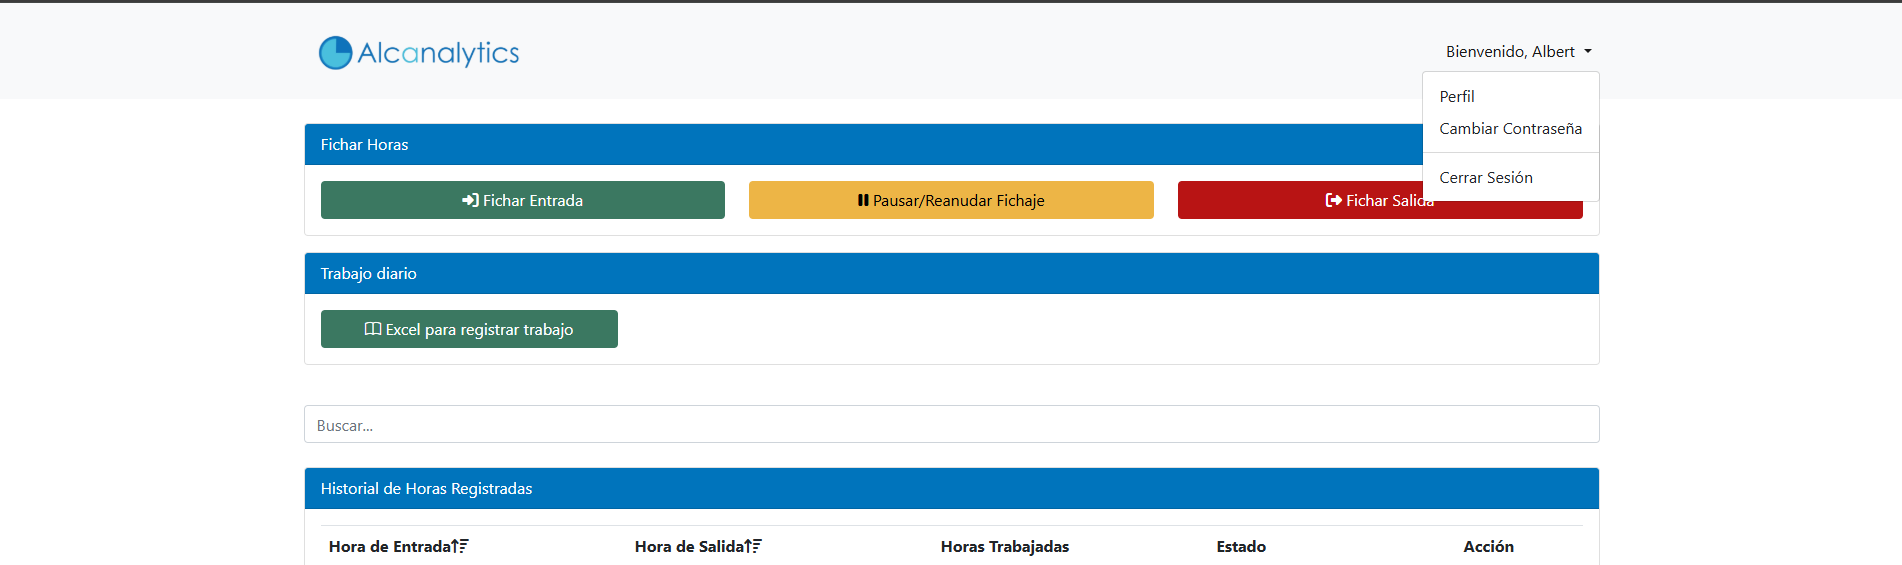 Alcanalytics
Bienvenido, Albert
Perfil
Cambiar Contraseña
Cerrar Sesión
Fichar Horas
Fichar Entrada
Pausar/Reanudar Fichaje
Fichar Salida
Trabajo diario
Excel para registrar trabajo
Buscar...
Historial de Horas Registradas
Hora de Entrada Hora de Salida Horas Trabajadas Estado Acción